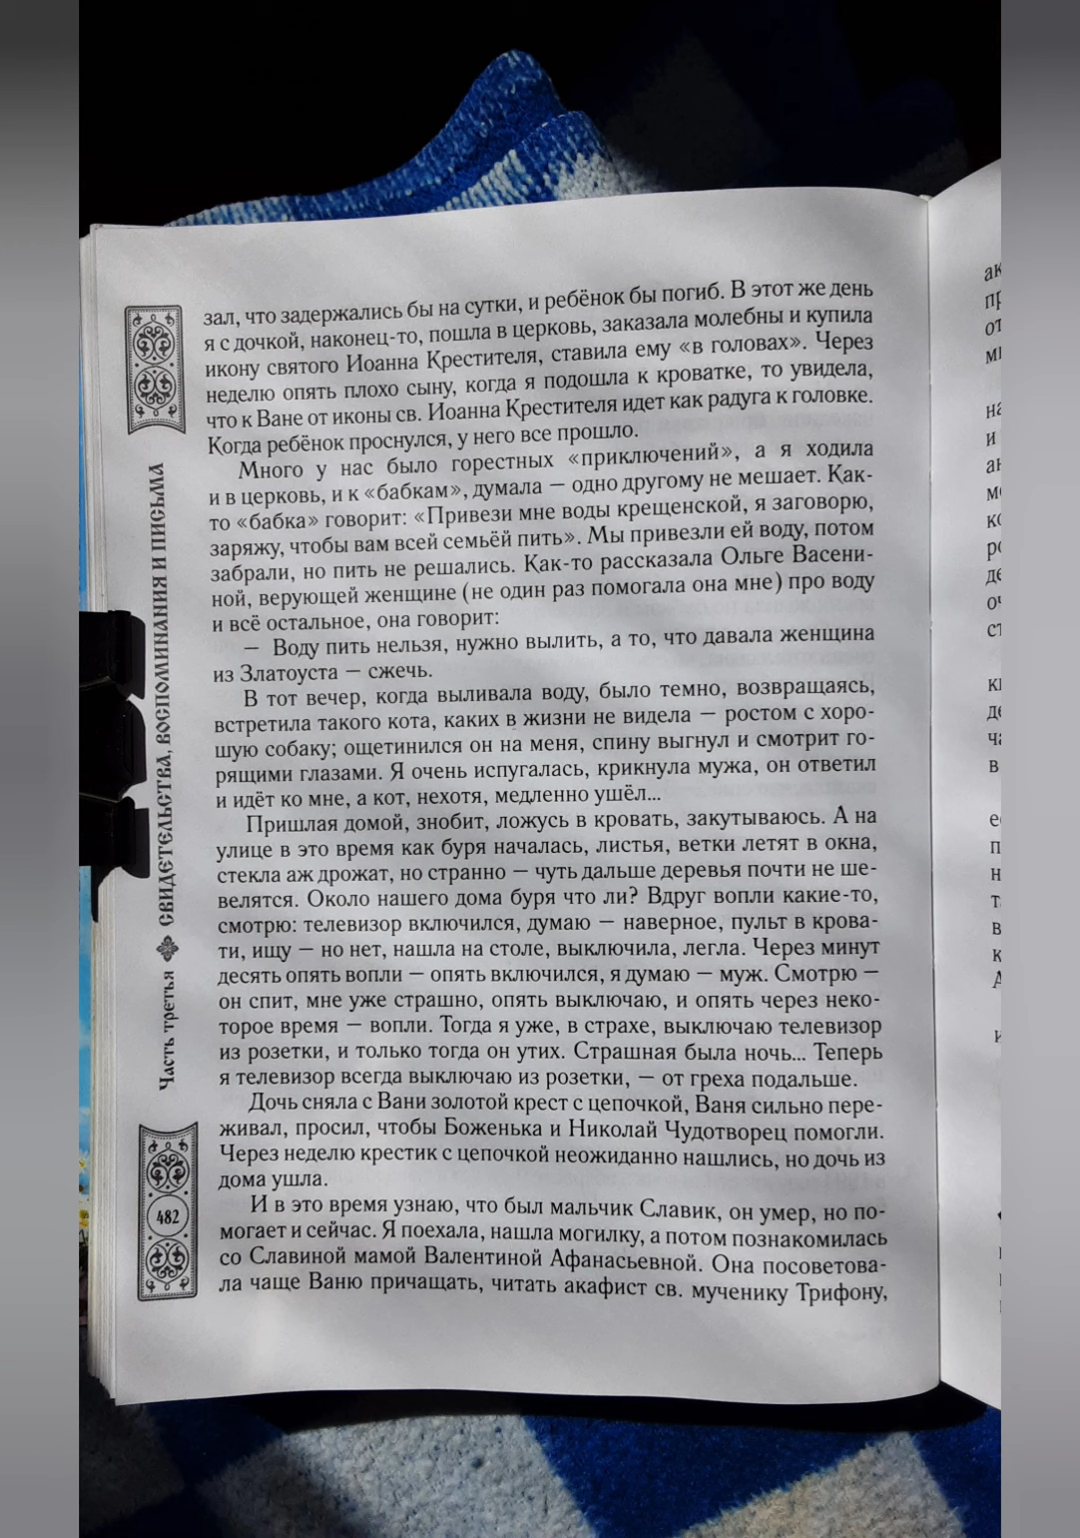 зал, что задержались бы на сутки, и ребёнок бы погиб. В этот же день
я с дочкой, наконец-то, пошла в церковь, заказала молебны и купила
икону святого Иоанна Крестителя, ставила ему «в головах». Через
неделю опять плохо сыну, когда я подошла к кроватке, то увидела,
что к Ване от иконы св. Иоанна Крестителя идет как радуга к головке.
Когда ребёнок проснулся, у него все прошло.
Много у нас было горестных «приключений», а я ходила
и в церковь, и к «бабкам», думала — одно другому не мешает. Как-
то «бабка» говорит: «Привези мне воды крещенской, я заговорю,
заряжу, чтобы вам всей семьёй пить». Мы привезли ей воду, потом
забрали, но пить не решались. Как-то рассказала Ольге Васени-
ной, верующей женщине (не один раз помогала она мне) про воду
и всё остальное, она говорит:
— Воду пить нельзя, нужно вылить, а то, что давала женщина
из Златоуста — сжечь.
В тот вечер, когда выливала воду, было темно, возвращаясь,
встретила такого кота, каких в жизни не видела — ростом с хоро-
шую собаку; ощетинился он на меня, спину выгнул и смотрит го-
рящими глазами. Я очень испугалась, крикнула мужа, он ответил
и идёт ко мне, а кот, нехотя, медленно ушёл...
Пришлая домой, знобит, ложусь в кровать, закутываюсь. А на
улице в это время как буря началась, листья, ветки летят в окна,
стекла аж дрожат, но странно — чуть дальше деревья почти не ше-
велятся. Около нашего дома буря что ли? Вдруг вопли какие-то,
смотрю: телевизор включился, думаю — наверное, пульт в крова-
ти, ищу — но нет, нашла на столе, выключила, легла. Через минут
десять опять вопли — опять включился, я думаю — муж. Смотрю —
он спит, мне уже страшно, опять выключаю, и опять через неко-
торое время — вопли. Тогда я уже, в страхе, выключаю телевизор
из розетки, и только тогда он утих. Страшная была ночь... Теперь
я телевизор всегда выключаю из розетки, — от греха подальше.
Дочь сняла с Вани золотой крест с цепочкой, Ваня сильно пере-
живал, просил, чтобы Боженька и Николай Чудотворец помогли.
Через неделю крестик с цепочкой неожиданно нашлись, но дочь из
дома ушла.
И в это время узнаю, что был мальчик Славик, он умер, но по-
могает и сейчас. Я поехала, нашла могилку, а потом познакомилась
со Славиной мамой Валентиной Афанасьевной. Она посоветова-
ла чаще Ваню причащать, читать акафист св. мученику Трифону,
Часть третья СВИДЕТЕЛЬСТВА, ВОСПОМИНАНИЯ И ПИСЬМА
482